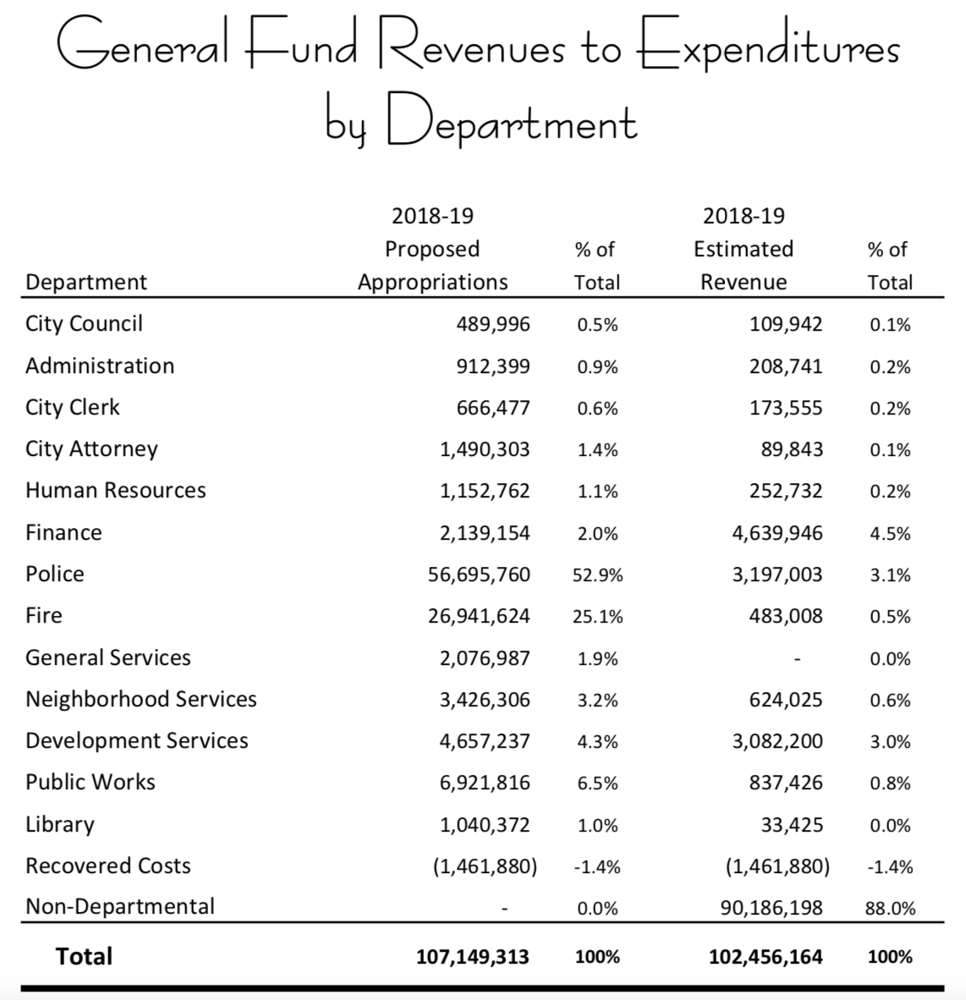 General Fund Revenues to Expenditures
by Department
2018-19 2018-19
Proposed % of Estimated % of
Department Appropriations Total Revenue Total
City Council 489,996 0.5% 109,942 0.1%
Administration 912,399 0.9% 208,741 0.2%
City Clerk 666,477 0.6% 173,555 0.2%
City Attorney 1,490,303 1.4% 89,843 0.1%
Human Resources 1,152,762 1.1% 252,732 0.2%
Finance 2,139,154 2.0% 4,639,946 4.5%
Police 56,695,760 52.9% 3,197,003 3.1%
Fire 26,941,624 25.1% 483,008 0.5%
General Services 2,076,987 1.9% - 0.0%
Neighborhood Services 3,426,306 3.2% 624,025 0.6%
Development Services 4,657,237 4.3% 3,082,200 3.0%
Public Works 6,921,816 6.5% 837,426 0.8%
Library 1,040,372 1.0% 33,425 0.0%
Recovered Costs (1,461,880) -1.4% (1,461,880) -1.4%
Non-Departmental - 0.0% 90,186,198 88.0%
Total 107,149,313 100% 102,456,164 100%